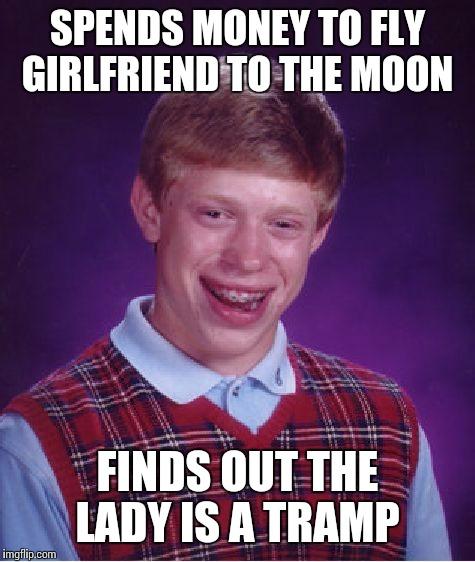 SPENDS MONEY TO FLY
GIRLFRIEND TO THE MOON
FINDS OUT THE
LADY IS A TRAMP
imgflip.com